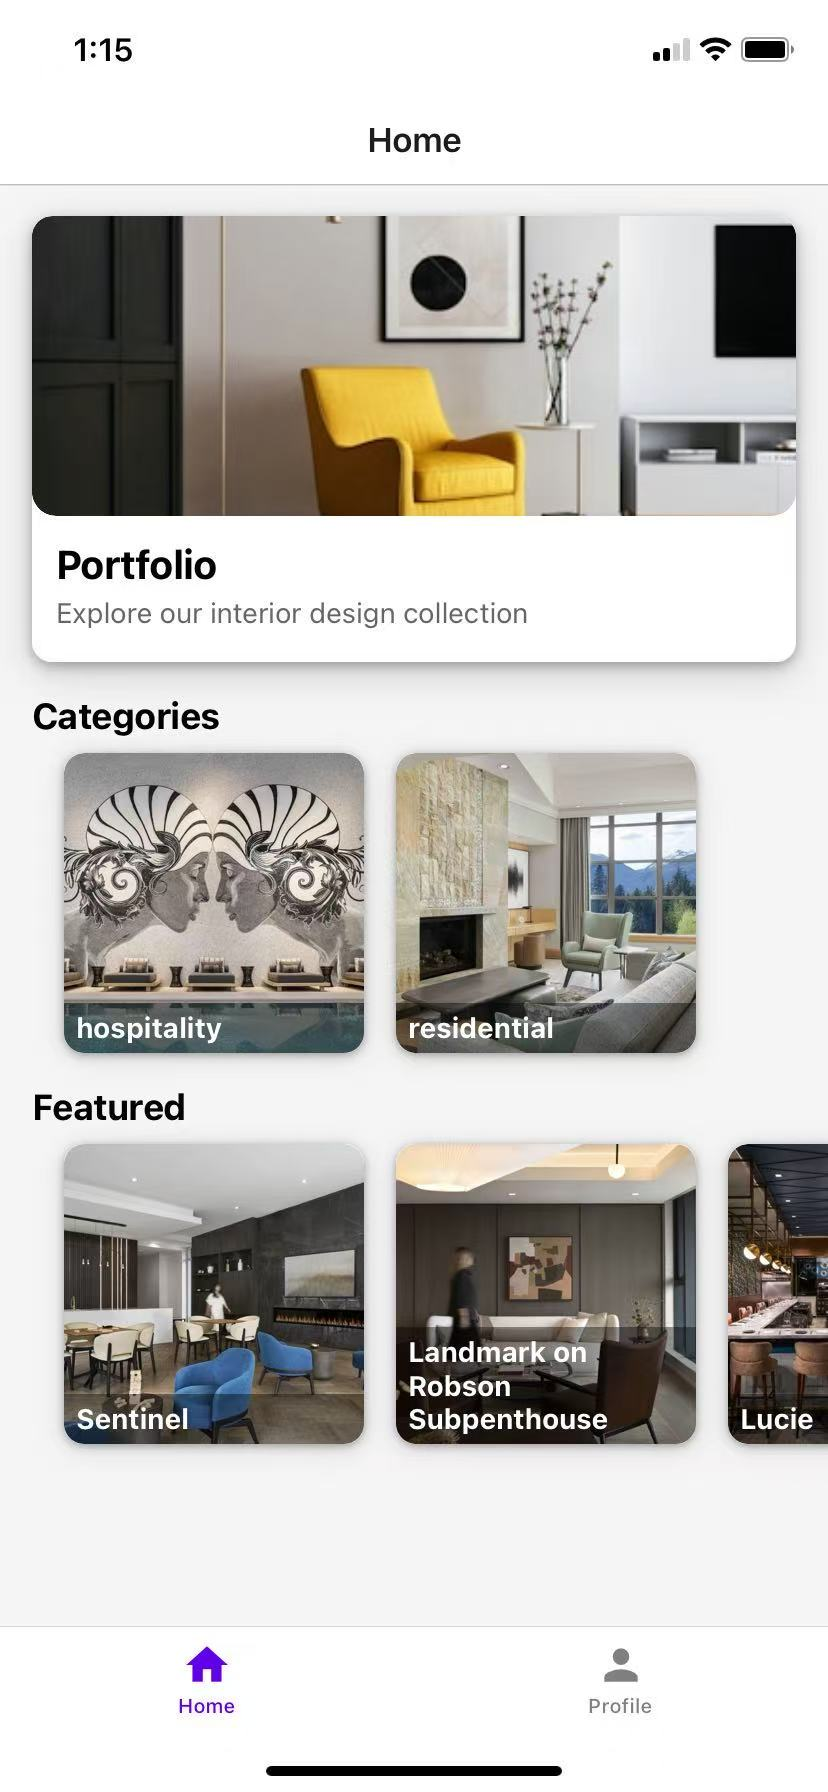 1:15
Home
Portfolio
Explore our interior design collection
Categories
hospitality
residential
Featured
Sentinel
Landmark on
Robson
Subpenthouse
Lucie
Home
Profile